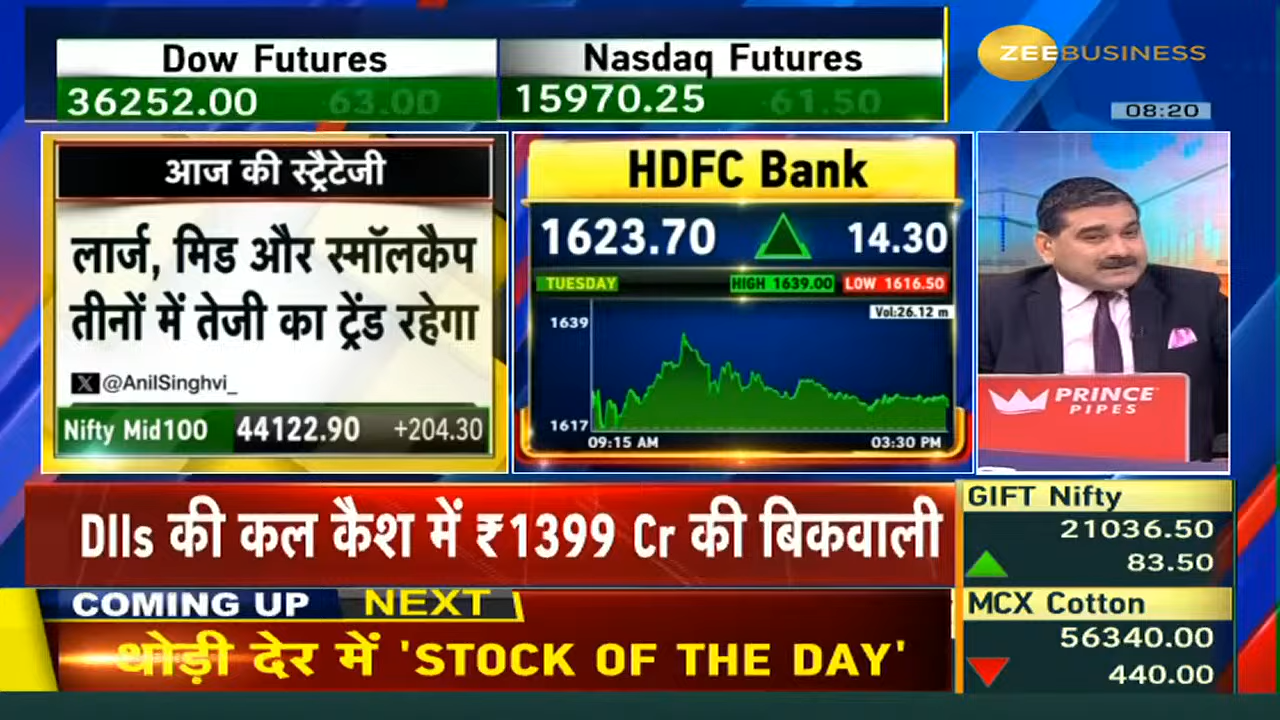 Dow Futures
36252.00 63.00
Nasdaq Futures
15970.25 61.50
ZEEBUSINESS
08:20
आज की स्ट्रैटेजी
लार्ज, मिड और स्मॉलकैप
तीनों में तेजी का ट्रेंड रहेगा
X @AnilSinghvi_
Nifty Mid100 44122.90 +204.30
HDFC Bank
1623.70 14.30
TUESDAY HIGH 1639.00 LOW 1616.50
Vol:26.12 m
1639
1617
09:15 AM 03:30 PM
PRINCE
PIPES
DIIs की कल कैश में ₹1399 Cr की बिकवाली
GIFT Nifty
21036.50
83.50
MCX Cotton
56340.00
440.00
COMING UP NEXT
थोड़ी देर में 'STOCK OF THE DAY'